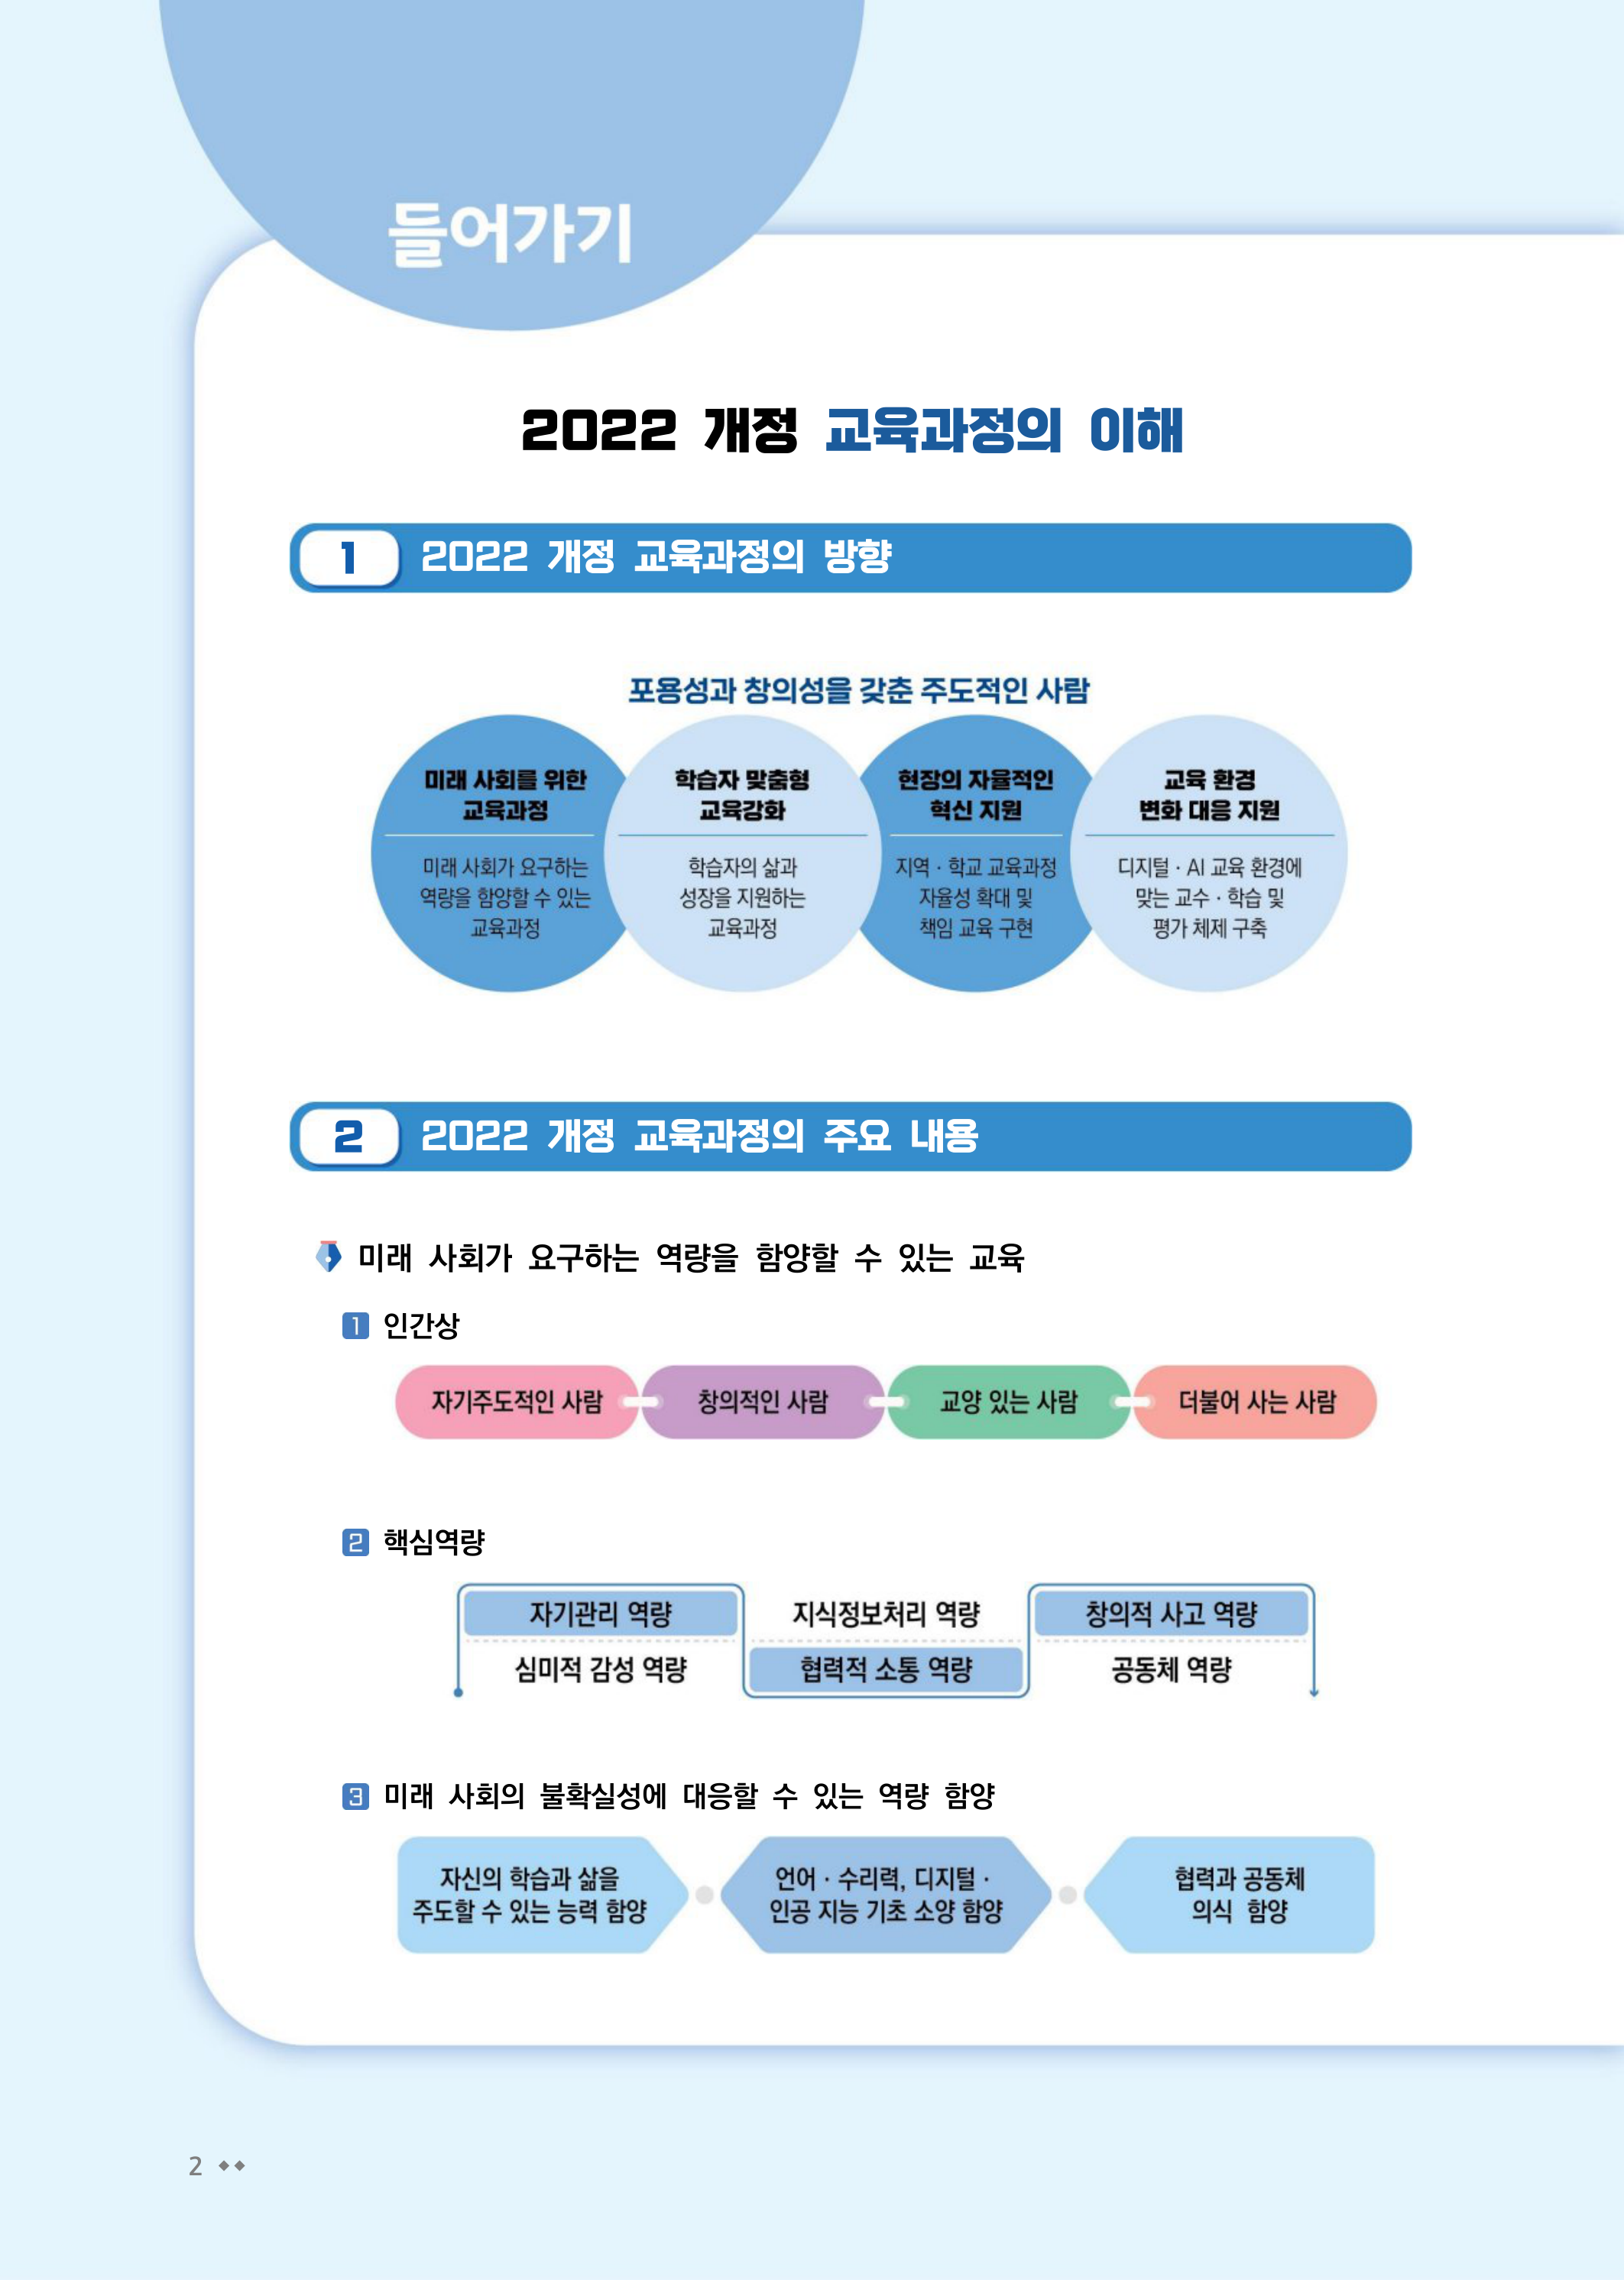 들어가기
2022 개정 교육과정의 이해
1 2022 개정 교육과정의 방향
포용성과 창의성을 갖춘 주도적인 사람
미래 사회를 위한
교육과정
미래 사회가 요구하는
역량을 함양할 수 있는
교육과정
학습자 맞춤형
교육강화
학습자의 삶과
성장을 지원하는
교육과정
현장의 자율적인
혁신 지원
지역 · 학교 교육과정
자율성 확대 및
책임 교육 구현
교육 환경
변화 대응 지원
디지털 · AI 교육 환경에
맞는 교수 · 학습 및
평가 체제 구축
2 2022 개정 교육과정의 주요 내용
미래 사회가 요구하는 역량을 함양할 수 있는 교육
1 인간상
자기주도적인 사람 창의적인 사람 교양 있는 사람 더불어 사는 사람
2 핵심역량
자기관리 역량 지식정보처리 역량 창의적 사고 역량
심미적 감성 역량 협력적 소통 역량 공동체 역량
3 미래 사회의 불확실성에 대응할 수 있는 역량 함양
자신의 학습과 삶을
주도할 수 있는 능력 함양
언어 · 수리력, 디지털 ·
인공 지능 기초 소양 함양
협력과 공동체
의식 함양
2